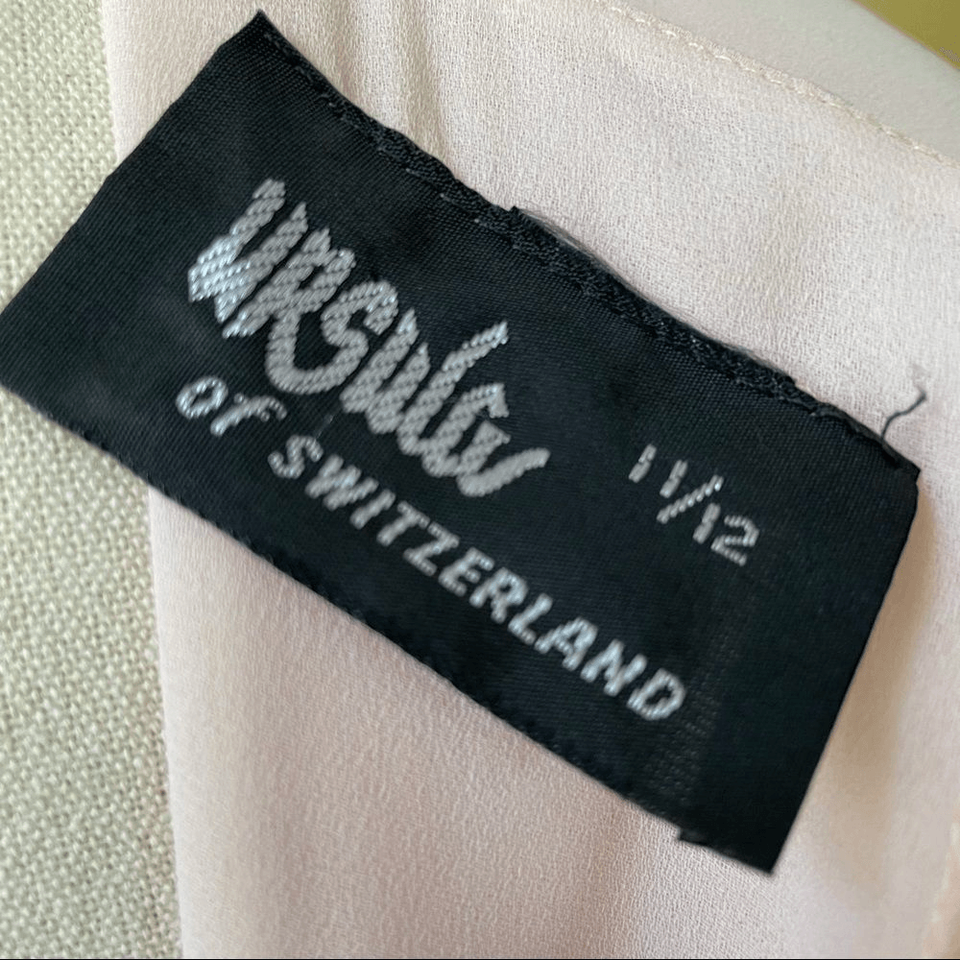 URSULA
of SWITZERLAND
11/12